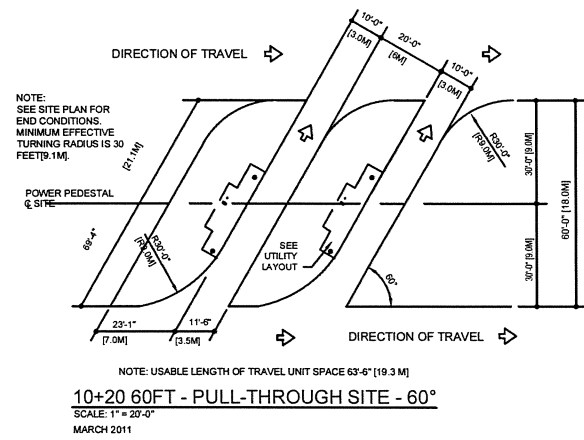 10'-0"
[3.0M]
20'-0"
[6M]
10'-0"
[3.0M]
DIRECTION OF TRAVEL
NOTE:
SEE SITE PLAN FOR
END CONDITIONS.
MINIMUM EFFECTIVE
TURNING RADIUS IS 30
FEET[9.1M].
[21.1M]
69'-4"
R30'-0"
[R9.0M]
30'-0" [9.0M]
60'-0" [18.0M]
30'-0" [9.0M]
POWER PEDESTAL
℄ SITE
R30'-0"
[R9.0M]
SEE
UTILITY
LAYOUT
60°
23'-1"
[7.0M]
11'-6"
[3.5M]
DIRECTION OF TRAVEL
NOTE: USABLE LENGTH OF TRAVEL UNIT SPACE 63'-6" [19.3 M]
10+20 60FT - PULL-THROUGH SITE - 60°
SCALE: 1" = 20'-0"
MARCH 2011